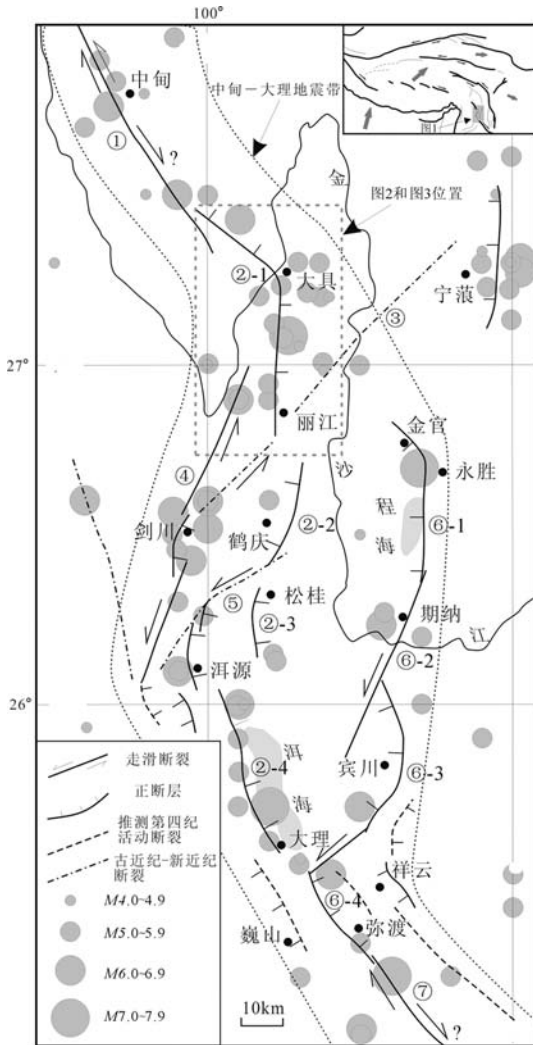 100°
中甸
中甸－大理地震带
图1
①
?
金
图2和图3位置
②-1
大具
宁蒗
③
27°
丽江
金官
④
沙
永胜
程
海
⑥-1
剑川
鹤庆
②-2
⑤
松桂
②-3
期纳
江
⑥-2
洱源
26°
②-4
洱
海
宾川
⑥-3
大理
祥云
⑥-4
巍山
弥渡
⑦
?
10km
走滑断裂
正断层
推测第四纪
活动断裂
古近纪-新近纪
断裂
M4.0~4.9
M5.0~5.9
M6.0~6.9
M7.0~7.9